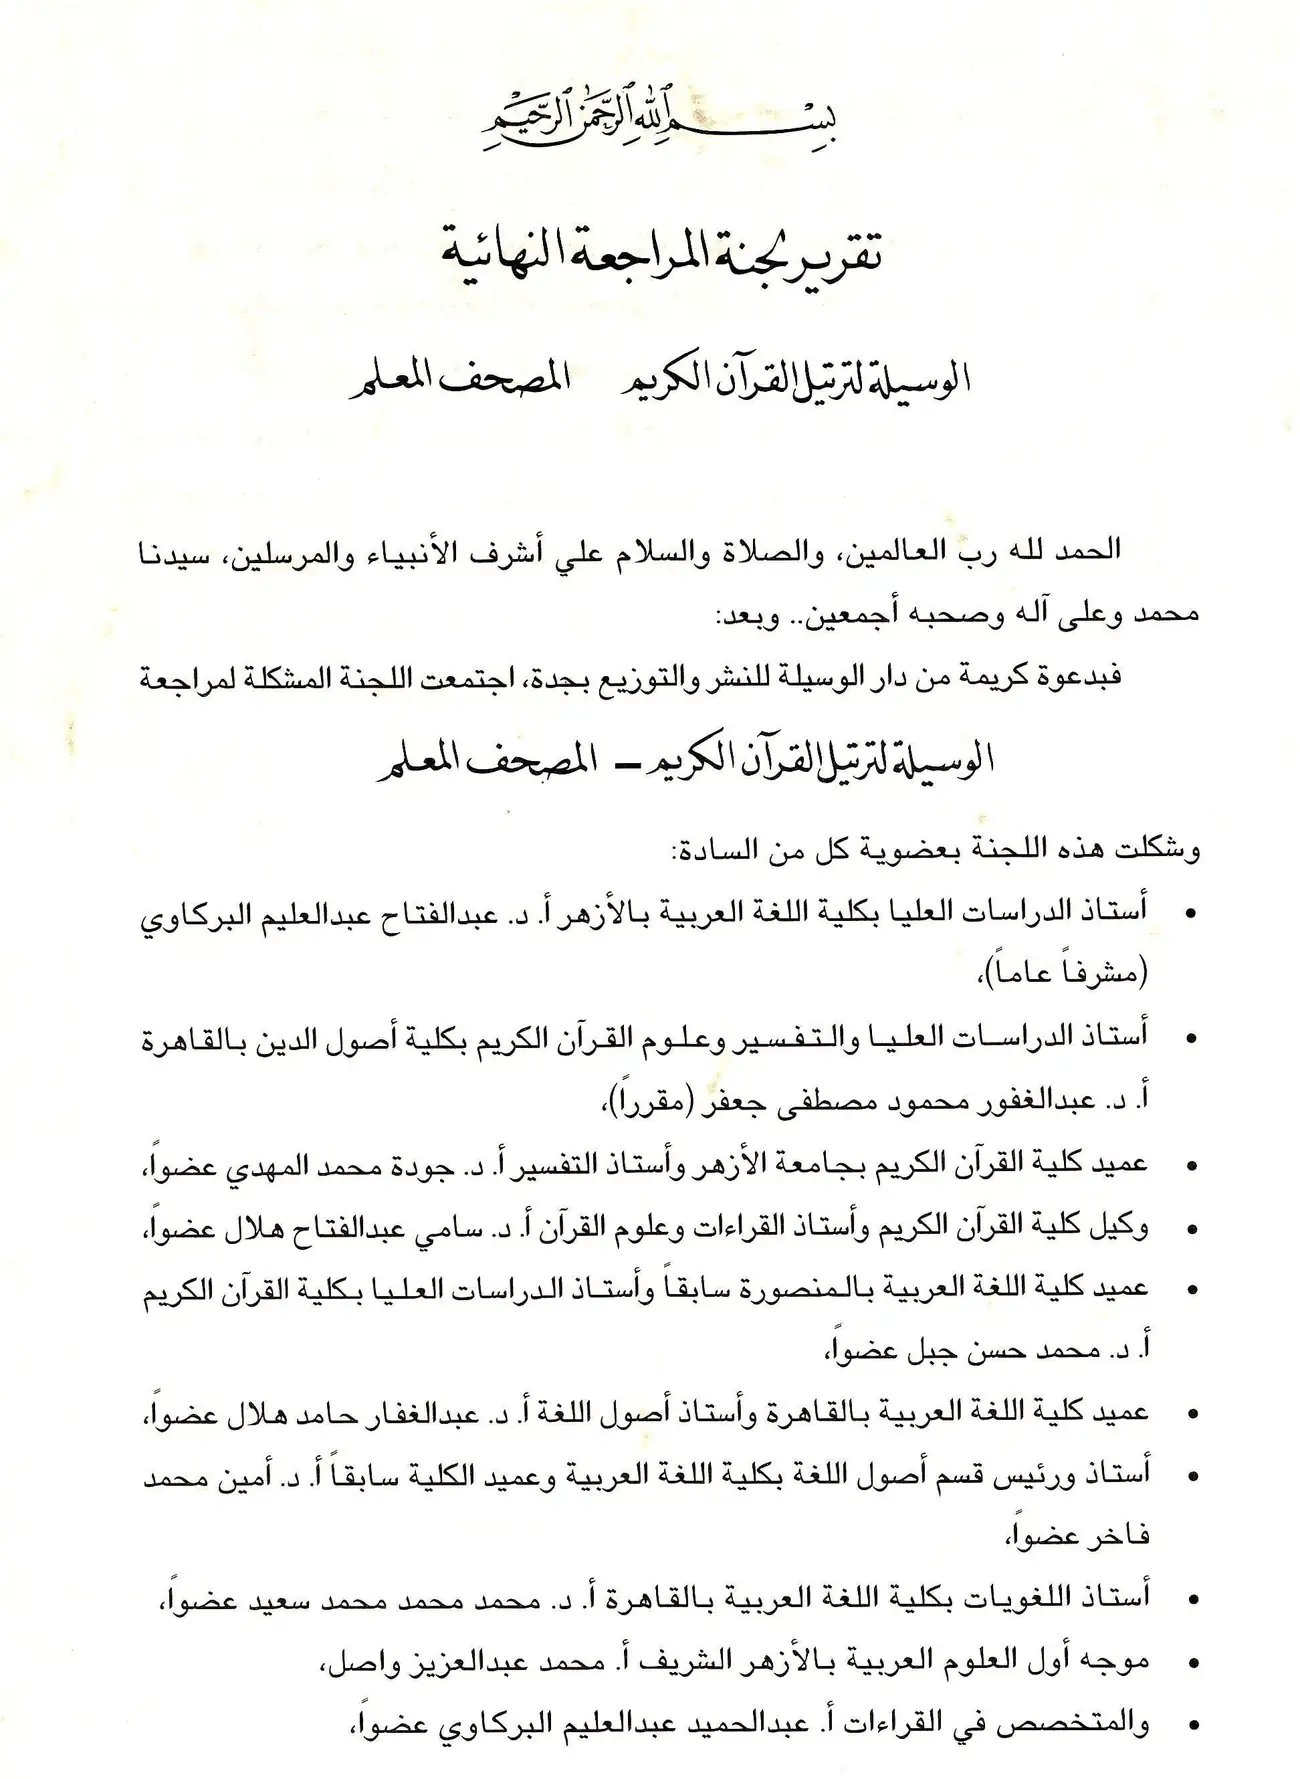 بسم الله الرحمن الرحيم
تقرير لجنة المراجعة النهائية
الوسيلة لترتيل القرآن الكريم المصحف المعلم
الحمد لله رب العالمين، والصلاة والسلام علي أشرف الأنبياء والمرسلين، سيدنا
محمد وعلى آله وصحبه أجمعين.. وبعد:
فبدعوة كريمة من دار الوسيلة للنشر والتوزيع بجدة، اجتمعت اللجنة المشكلة لمراجعة
الوسيلة لترتيل القرآن الكريم – المصحف المعلم
وشكلت هذه اللجنة بعضوية كل من السادة:
• أستاذ الدراسات العليا بكلية اللغة العربية بالأزهر أ. د. عبدالفتاح عبدالعليم البركاوي
(مشرفاً عاماً)،
• أستاذ الدراسات العليا والتفسير وعلوم القرآن الكريم بكلية أصول الدين بالقاهرة
أ. د. عبدالغفور محمود مصطفى جعفر (مقرراً)،
• عميد كلية القرآن الكريم بجامعة الأزهر وأستاذ التفسير أ. د. جودة محمد المهدي عضواً،
• وكيل كلية القرآن الكريم وأستاذ القراءات وعلوم القرآن أ. د. سامي عبدالفتاح هلال عضواً،
• عميد كلية اللغة العربية بالمنصورة سابقاً وأستاذ الدراسات العليا بكلية القرآن الكريم
أ. د. محمد حسن جبل عضواً،
• عميد كلية اللغة العربية بالقاهرة وأستاذ أصول اللغة أ. د. عبدالغفار حامد هلال عضواً،
• أستاذ ورئيس قسم أصول اللغة بكلية اللغة العربية وعميد الكلية سابقاً أ. د. أمين محمد
فاخر عضواً،
• أستاذ اللغويات بكلية اللغة العربية بالقاهرة أ. د. محمد محمد محمد سعيد عضواً،
• موجه أول العلوم العربية بالأزهر الشريف أ. محمد عبدالعزيز واصل،
• والمتخصص في القراءات أ. عبدالحميد عبدالعليم البركاوي عضواً،